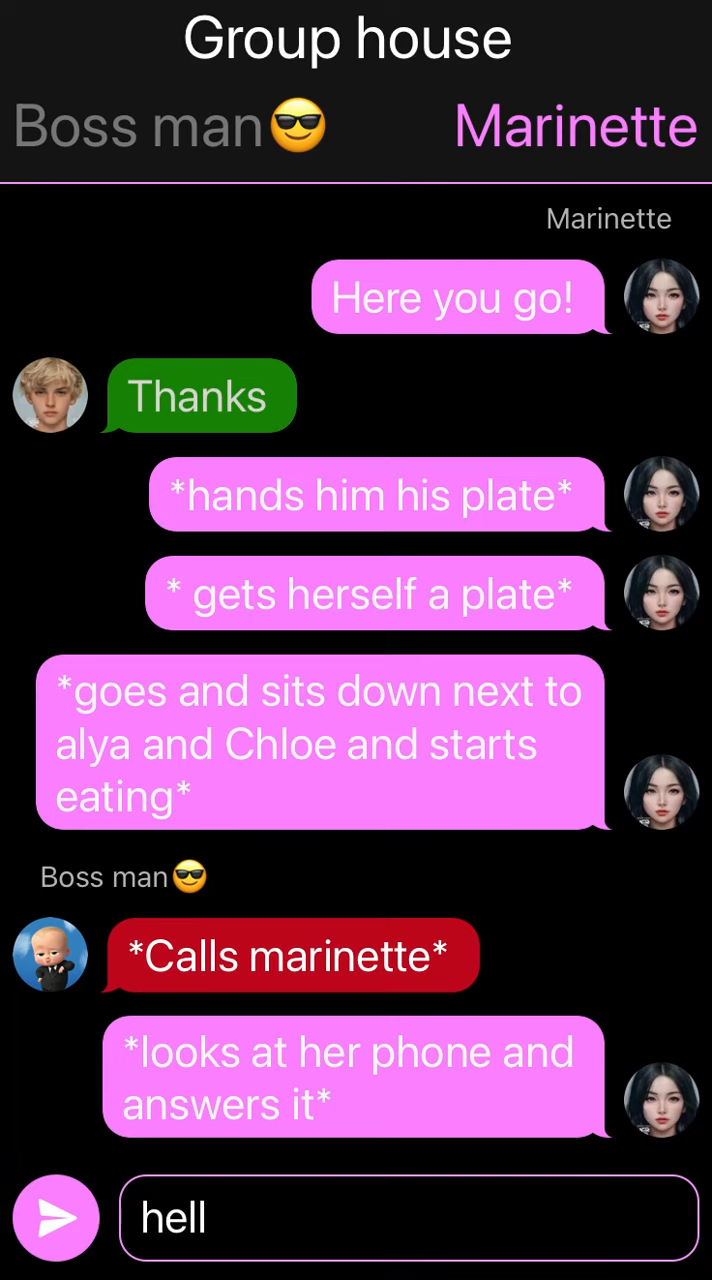 Group house
Boss man😎 Marinette
Marinette
Here you go!
Thanks
*hands him his plate*
* gets herself a plate*
*goes and sits down next to
alya and Chloe and starts
eating*
Boss man😎
*Calls marinette*
*looks at her phone and
answers it*
hell